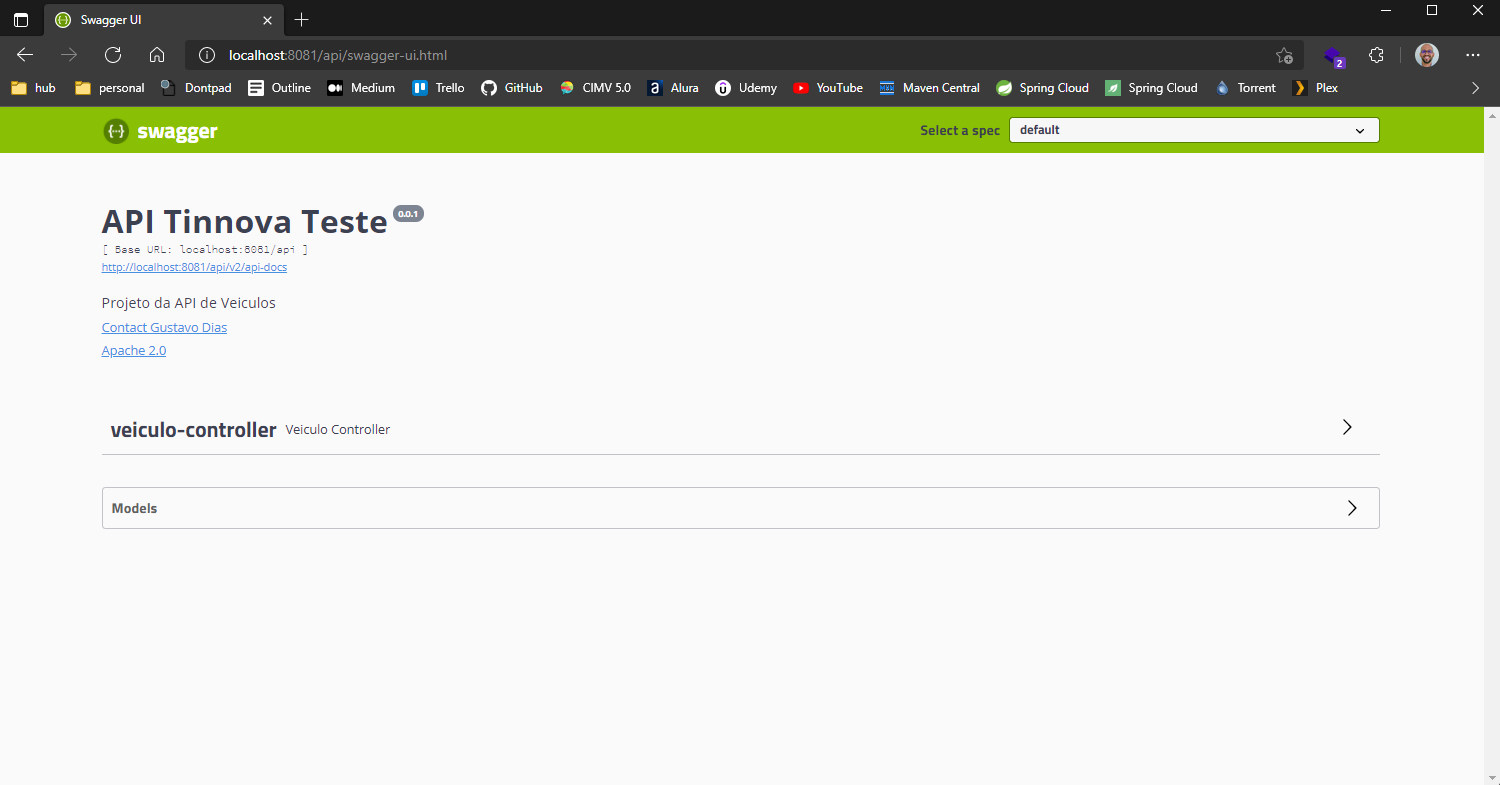 Swagger UI
localhost:8081/api/swagger-ui.html
2
hub personal Dontpad Outline Medium Trello GitHub CIMV 5.0 Alura Udemy YouTube Maven Central Spring Cloud Spring Cloud Torrent Plex
swagger Select a spec default
API Tinnova Teste 0.0.1
[ Base URL: localhost:8081/api ]
http://localhost:8081/api/v2/api-docs
Projeto da API de Veiculos
Contact Gustavo Dias
Apache 2.0
veiculo-controller Veiculo Controller
Models